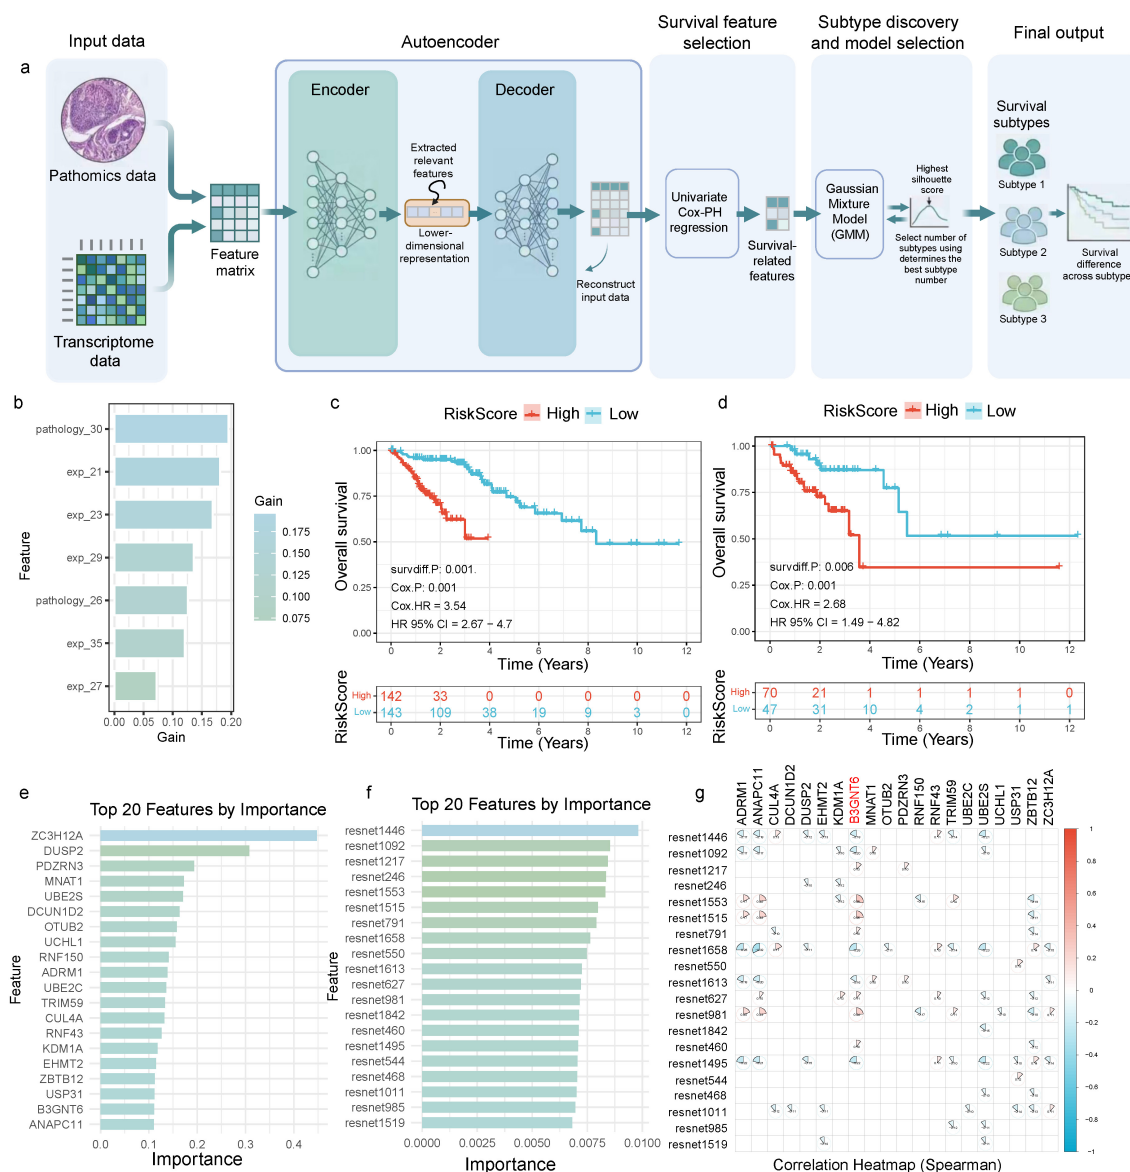 Input data
Autoencoder
Survival feature
selection
Subtype discovery
and model selection
Final output
a
Encoder
Decoder
Pathomics data
Transcriptome
data
Feature
matrix
Extracted
relevant
features
Lower-
dimensional
representation
Reconstruct
input data
Univariate
Cox-PH
regression
Survival-
related
features
Gaussian
Mixture
Model
(GMM)
Highest
silhouette
score
Select number of
subtypes using
determines the
best subtype
number
Survival
subtypes
Subtype 1
Subtype 2
Subtype 3
Survival
difference
across subtype
b
Feature
pathology_30
exp_21
exp_23
exp_29
pathology_26
exp_35
exp_27
0.00 0.05 0.10 0.15 0.20
Gain
Gain
0.175
0.150
0.125
0.100
0.075
c
RiskScore High Low
Overall survival
1.00
0.75
0.50
0.25
0.00
survdiff.P: 0.001.
Cox.P: 0.001
Cox.HR = 3.54
HR 95% CI = 2.67 – 4.7
0 2 4 6 8 10 12
Time (Years)
RiskScore
High 142 33 0 0 0 0 0
Low 143 109 38 19 9 3 0
0 2 4 6 8 10 12
Time (Years)
d
RiskScore High Low
Overall survival
1.00
0.75
0.50
0.25
0.00
survdiff.P: 0.006
Cox.P: 0.001
Cox.HR = 2.68
HR 95% CI = 1.49 – 4.82
0 2 4 6 8 10 12
Time (Years)
RiskScore
High 70 21 1 1 1 1 0
Low 47 31 10 4 2 1 1
0 2 4 6 8 10 12
Time (Years)
e
Top 20 Features by Importance
Feature
ZC3H12A
DUSP2
PDZRN3
MNAT1
UBE2S
DCUN1D2
OTUB2
UCHL1
RNF150
ADRM1
UBE2C
TRIM59
CUL4A
RNF43
KDM1A
EHMT2
ZBTB12
USP31
B3GNT6
ANAPC11
0.0 0.1 0.2 0.3 0.4
Importance
f
Top 20 Features by Importance
Feature
resnet1446
resnet1092
resnet1217
resnet246
resnet1553
resnet1515
resnet791
resnet1658
resnet550
resnet1613
resnet627
resnet981
resnet1842
resnet460
resnet1495
resnet544
resnet468
resnet1011
resnet985
resnet1519
0.0000 0.0025 0.0050 0.0075 0.0100
Importance
g
ADRM1
ANAPC11
CUL4A
DCUN1D2
DUSP2
EHMT2
KDM1A
B3GNT6
MNAT1
OTUB2
PDZRN3
RNF150
RNF43
TRIM59
UBE2C
UBE2S
UCHL1
USP31
ZBTB12
ZC3H12A
resnet1446
resnet1092
resnet1217
resnet246
resnet1553
resnet1515
resnet791
resnet1658
resnet550
resnet1613
resnet627
resnet981
resnet1842
resnet460
resnet1495
resnet544
resnet468
resnet1011
resnet985
resnet1519
1
0.8
0.6
0.4
0.2
0
−0.2
−0.4
−0.6
−0.8
−1
Correlation Heatmap (Spearman)